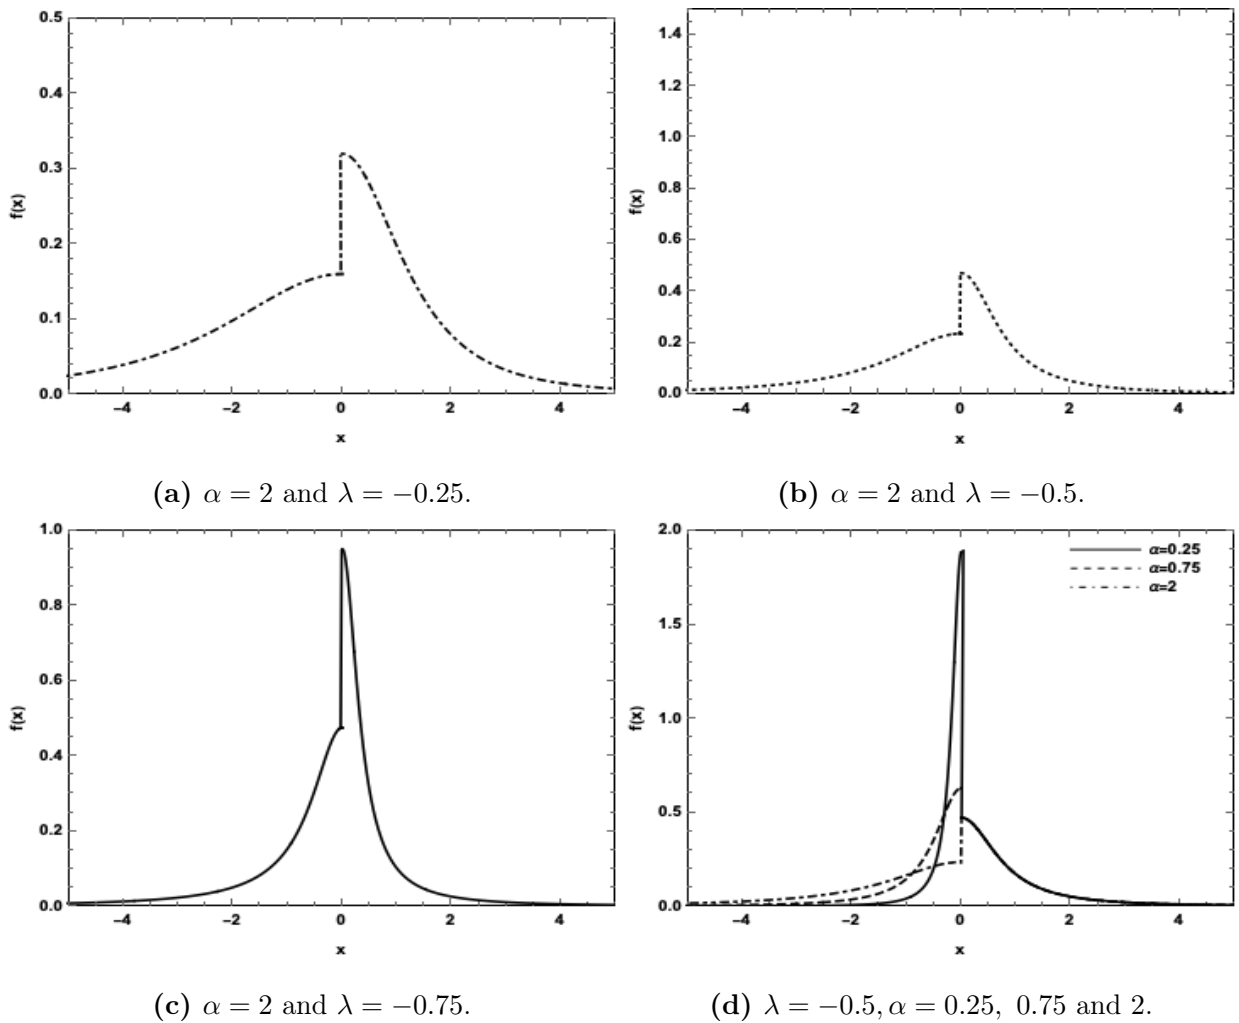 0.5
0.4
0.3
0.2
0.1
0.0
f(x)
−4 −2 0 2 4
x
1.4
1.2
1.0
0.8
0.6
0.4
0.2
0.0
f(x)
−4 −2 0 2 4
x
(a) α = 2 and λ = −0.25.
(b) α = 2 and λ = −0.5.
1.0
0.8
0.6
0.4
0.2
0.0
f(x)
−4 −2 0 2 4
x
2.0
1.5
1.0
0.5
0.0
f(x)
α=0.25
α=0.75
α=2
−4 −2 0 2 4
x
(c) α = 2 and λ = −0.75.
(d) λ = −0.5, α = 0.25, 0.75 and 2.